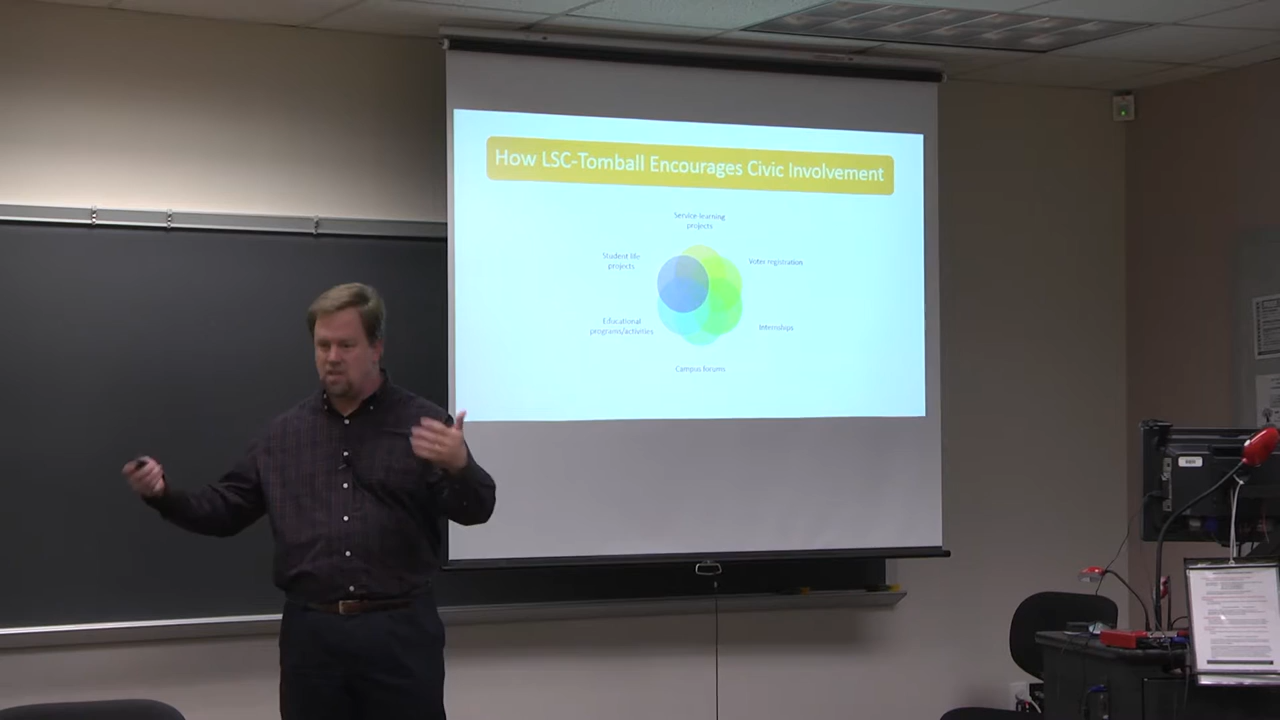 How LSC-Tomball Encourages Civic Involvement
Service-learning
projects
Student life
projects
Voter registration
Educational
programs/activities
Internships
Campus forums